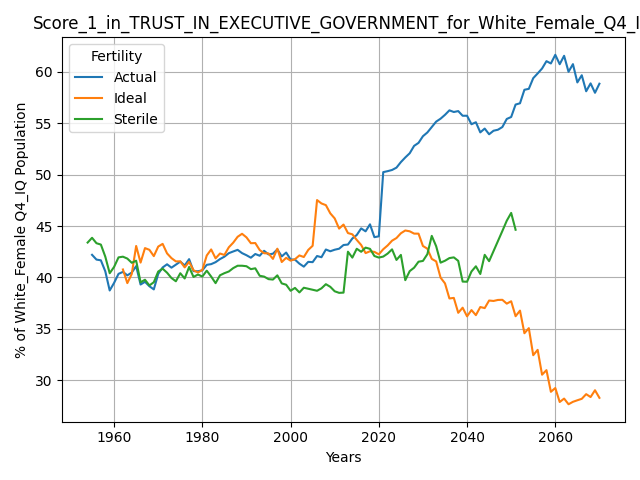 Score_1_in_TRUST_IN_EXECUTIVE_GOVERNMENT_for_White_Female_Q4_I
Fertility
Actual
Ideal
Sterile
% of White_Female Q4_IQ Population
60
55
50
45
40
35
30
1960 1980 2000 2020 2040 2060
Years